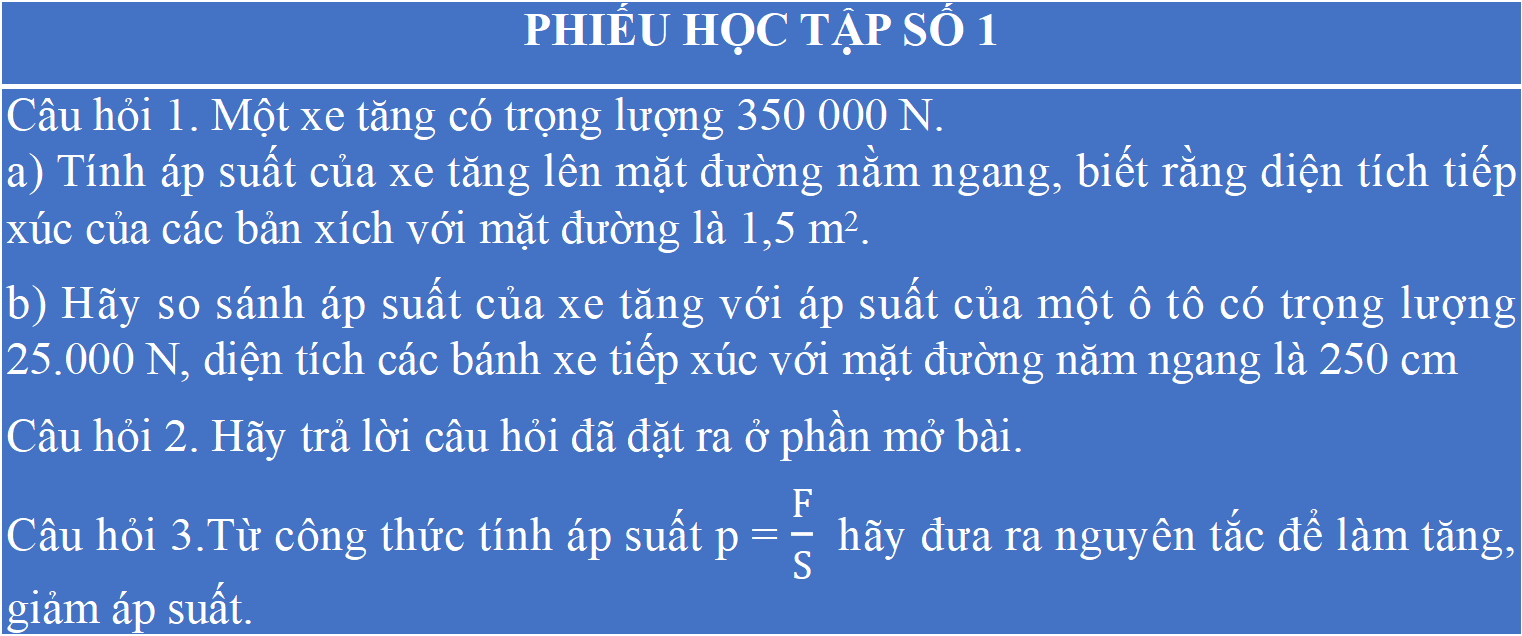 PHIẾU HỌC TẬP SỐ 1
Câu hỏi 1. Một xe tăng có trọng lượng 350 000 N.
a) Tính áp suất của xe tăng lên mặt đường nằm ngang, biết rằng diện tích tiếp
xúc của các bản xích với mặt đường là 1,5 m².
b) Hãy so sánh áp suất của xe tăng với áp suất của một ô tô có trọng lượng
25.000 N, diện tích các bánh xe tiếp xúc với mặt đường năm ngang là 250 cm
Câu hỏi 2. Hãy trả lời câu hỏi đã đặt ra ở phần mở bài.
Câu hỏi 3.Từ công thức tính áp suất p = F/S hãy đưa ra nguyên tắc để làm tăng,
giảm áp suất.